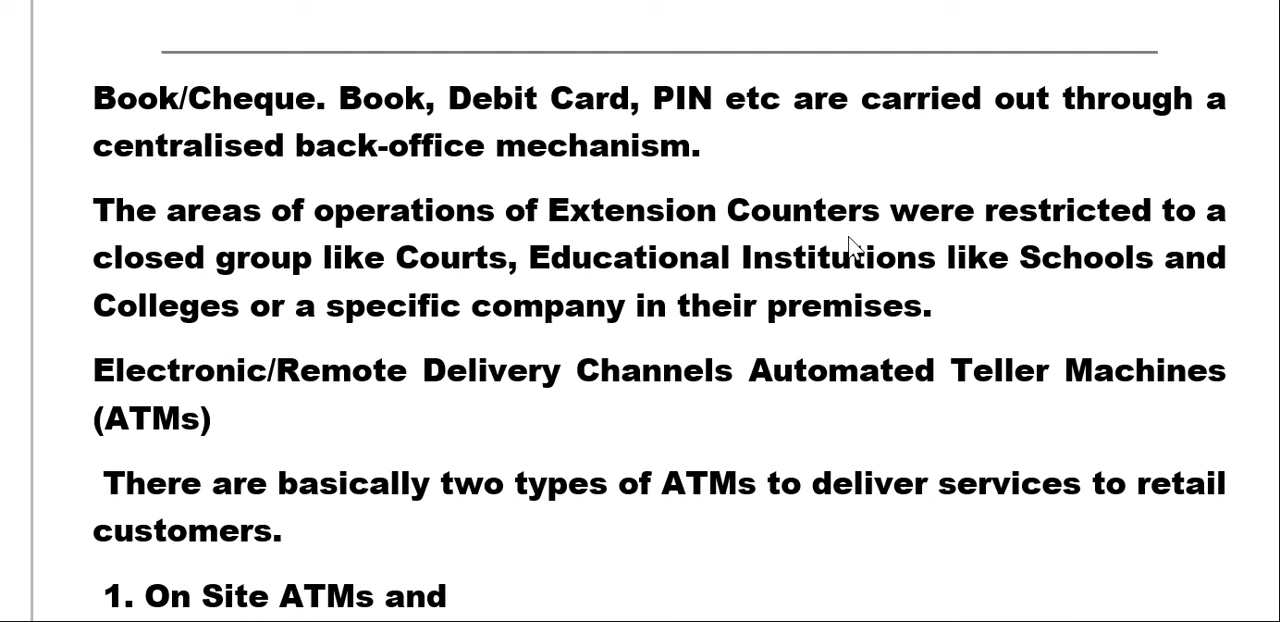 Book/Cheque. Book, Debit Card, PIN etc are carried out through a
centralised back-office mechanism.
The areas of operations of Extension Counters were restricted to a
closed group like Courts, Educational Institutions like Schools and
Colleges or a specific company in their premises.
Electronic/Remote Delivery Channels Automated Teller Machines
(ATMs)
There are basically two types of ATMs to deliver services to retail
customers.
1. On Site ATMs and